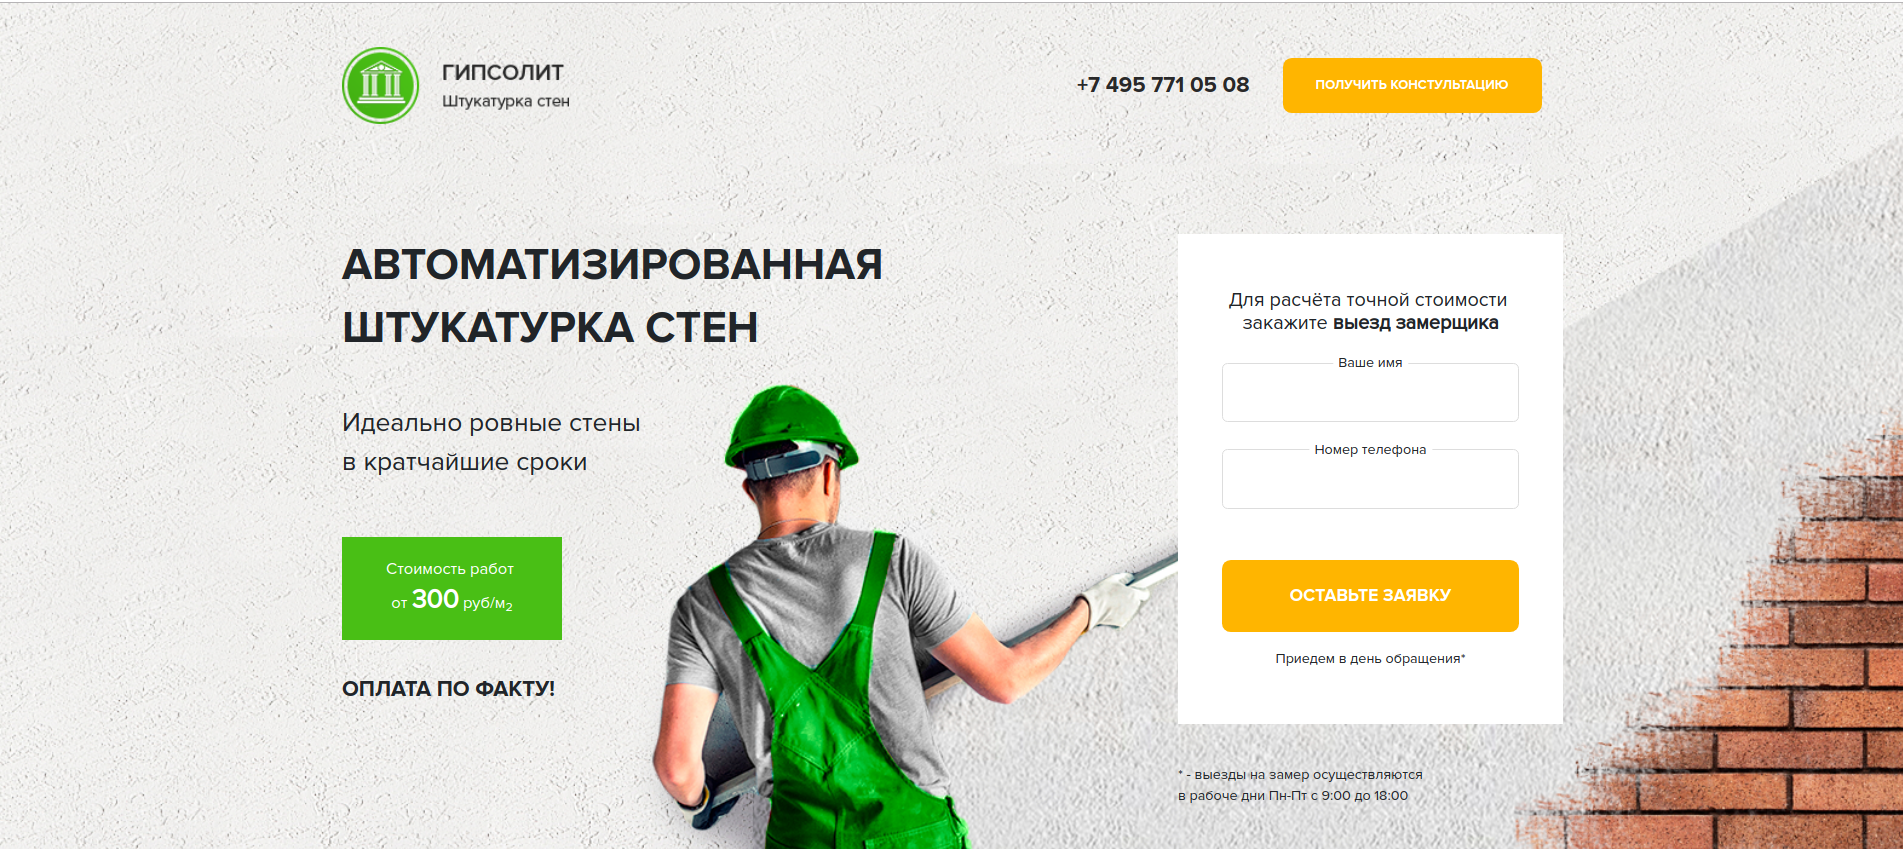 ГИПСОЛИТ
Штукатурка стен
+7 495 771 05 08
ПОЛУЧИТЬ КОНСТУЛЬТАЦИЮ
АВТОМАТИЗИРОВАННАЯ
ШТУКАТУРКА СТЕН
Идеально ровные стены
в кратчайшие сроки
Стоимость работ
от 300 руб/м2
ОПЛАТА ПО ФАКТУ!
Для расчёта точной стоимости
закажите выезд замерщика
Ваше имя
Номер телефона
ОСТАВЬТЕ ЗАЯВКУ
Приедем в день обращения*
* - выезды на замер осуществляются
в рабоче дни Пн-Пт с 9:00 до 18:00